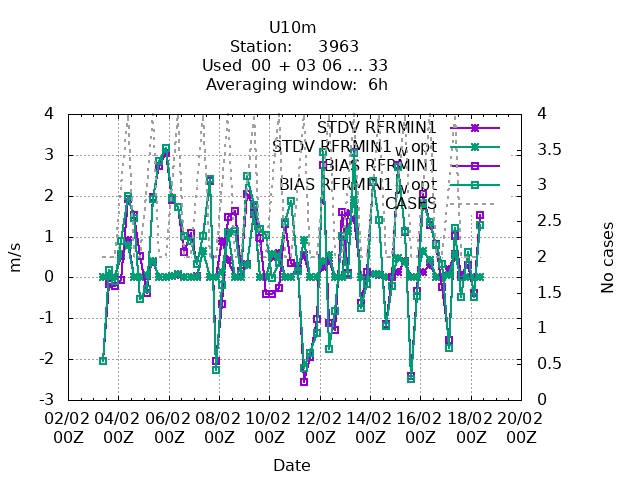 U10m
Station: 3963
Used 00 + 03 06 ... 33
Averaging window: 6h
STDV RFRMIN1
STDV RFRMIN1_w_opt
BIAS RFRMIN1
BIAS RFRMIN1_w_opt
CASES
4
3
2
1
0
-1
-2
-3
m/s
4
3.5
3
2.5
2
1.5
1
0.5
0
No cases
02/02 04/02 06/02 08/02 10/02 12/02 14/02 16/02 18/02 20/02
00Z 00Z 00Z 00Z 00Z 00Z 00Z 00Z 00Z 00Z
Date